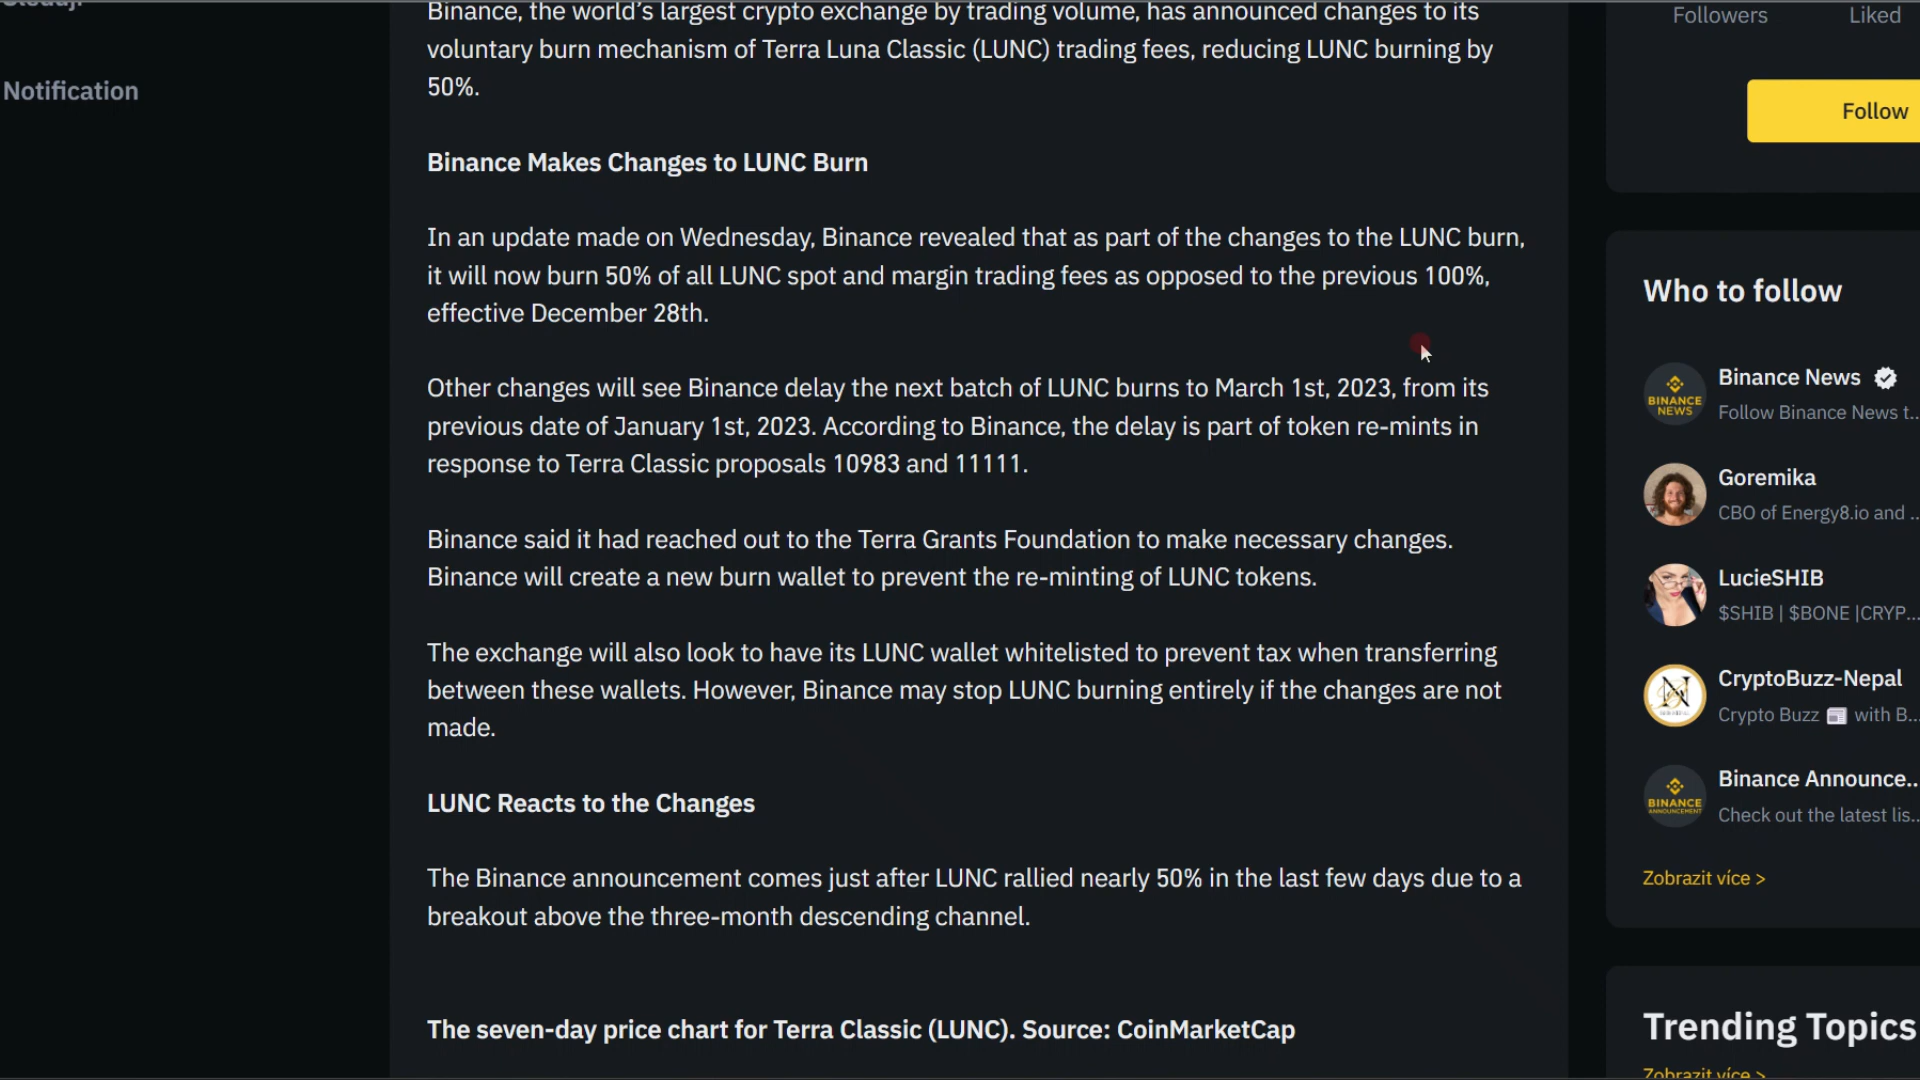 Notification
Binance, the world's largest crypto exchange by trading volume, has announced changes to its
voluntary burn mechanism of Terra Luna Classic (LUNC) trading fees, reducing LUNC burning by
50%.
Binance Makes Changes to LUNC Burn
In an update made on Wednesday, Binance revealed that as part of the changes to the LUNC burn,
it will now burn 50% of all LUNC spot and margin trading fees as opposed to the previous 100%,
effective December 28th.
Other changes will see Binance delay the next batch of LUNC burns to March 1st, 2023, from its
previous date of January 1st, 2023. According to Binance, the delay is part of token re-mints in
response to Terra Classic proposals 10983 and 11111.
Binance said it had reached out to the Terra Grants Foundation to make necessary changes.
Binance will create a new burn wallet to prevent the re-minting of LUNC tokens.
The exchange will also look to have its LUNC wallet whitelisted to prevent tax when transferring
between these wallets. However, Binance may stop LUNC burning entirely if the changes are not
made.
LUNC Reacts to the Changes
The Binance announcement comes just after LUNC rallied nearly 50% in the last few days due to a
breakout above the three-month descending channel.
The seven-day price chart for Terra Classic (LUNC). Source: CoinMarketCap
Followers Liked
Follow
Who to follow
BINANCE
NEWS
Binance News
Follow Binance News t...
Goremika
CBO of Energy8.io and ...
LucieSHIB
$SHIB | $BONE |CRYP...
CryptoBuzz-Nepal
Crypto Buzz with B...
BINANCE
ANNOUNCEMENT
Binance Announce...
Check out the latest lis...
Zobrazit více >
Trending Topics
Zobrazit více >